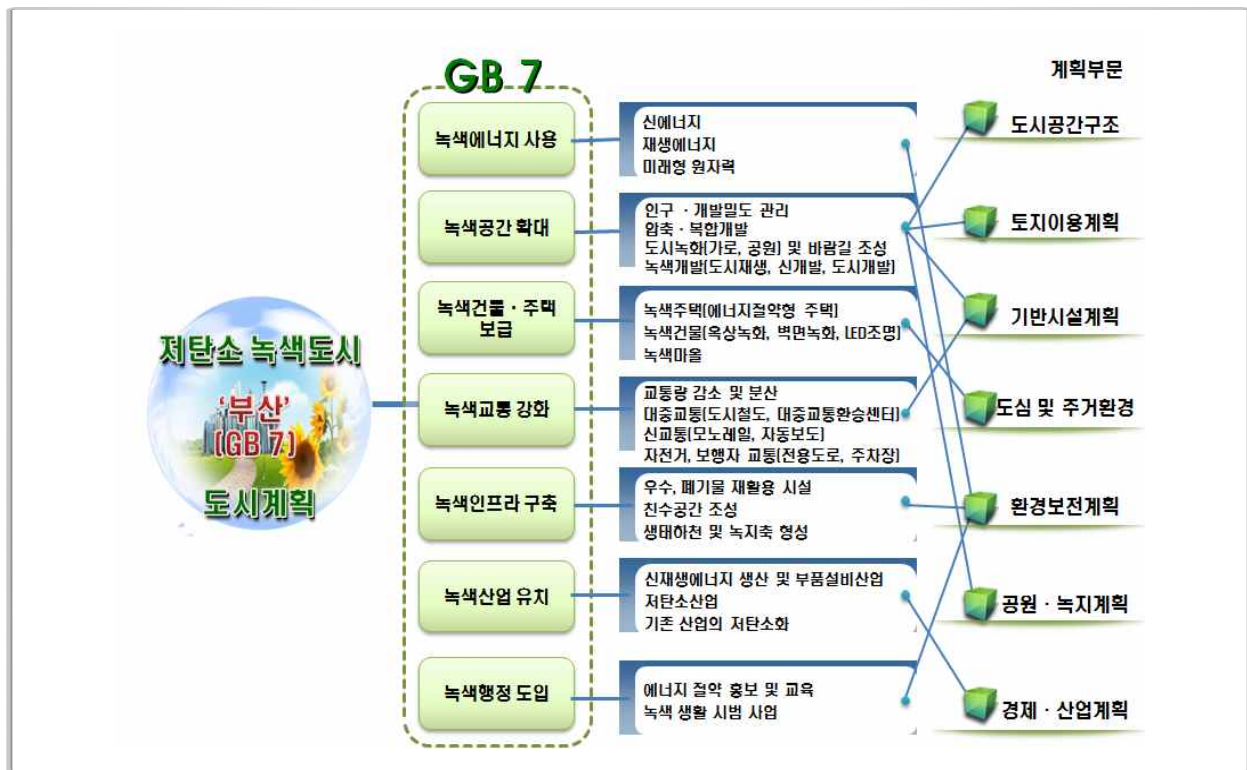 GB 7
계획부문
저탄소 녹색도시
‘부산’
(GB 7)
도시계획
녹색에너지 사용
신에너지
재생에너지
미래형 원자력
녹색공간 확대
인구 · 개발밀도 관리
압축 · 복합개발
도시녹화(가로, 공원) 및 바람길 조성
녹색개발(도시재생, 신개발, 도시개발)
녹색건물 · 주택
보급
녹색주택(에너지절약형 주택)
녹색건물(옥상녹화, 벽면녹화, LED조명)
녹색마을
녹색교통 강화
교통량 감소 및 분산
대중교통(도시철도, 대중교통환승센터)
신교통(모노레일, 자동보도)
자전거, 보행자 교통(전용도로, 주차장)
녹색인프라 구축
우수, 폐기물 재활용 시설
친수공간 조성
생태하천 및 녹지축 형성
녹색산업 유치
신재생에너지 생산 및 부품설비산업
저탄소산업
기존 산업의 저탄소화
녹색행정 도입
에너지 절약 홍보 및 교육
녹색 생활 시범 사업
도시공간구조
토지이용계획
기반시설계획
도심 및 주거환경
환경보전계획
공원 · 녹지계획
경제 · 산업계획